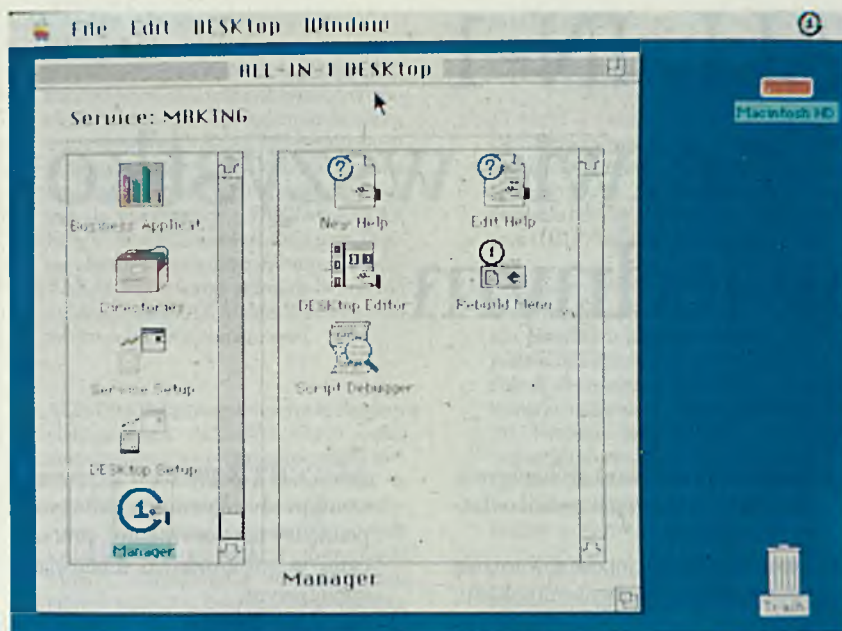 File Edit DESKtop Window
ALL-IN-1 DESKtop
Macintosh HD
Service: MRKING
Business Applicat.
New Help
Edit Help
Directories
DESKtop Editor
Rebuild Menu
Service Setup
Script Debugger
DESKtop Setup
Manager
Manager
Trash